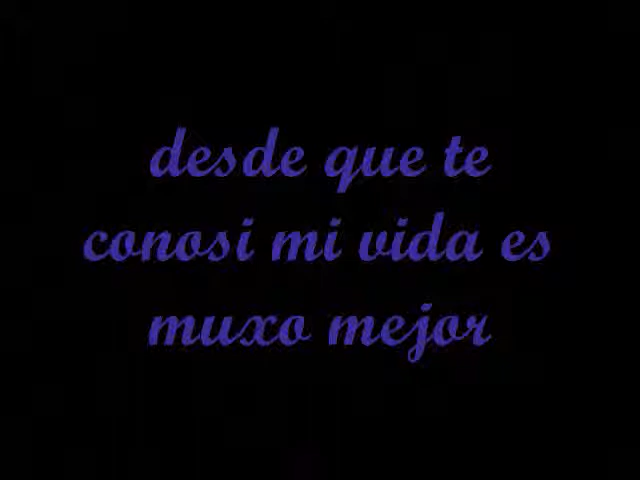 desde que te
conosi mi vida es
muxo mejor